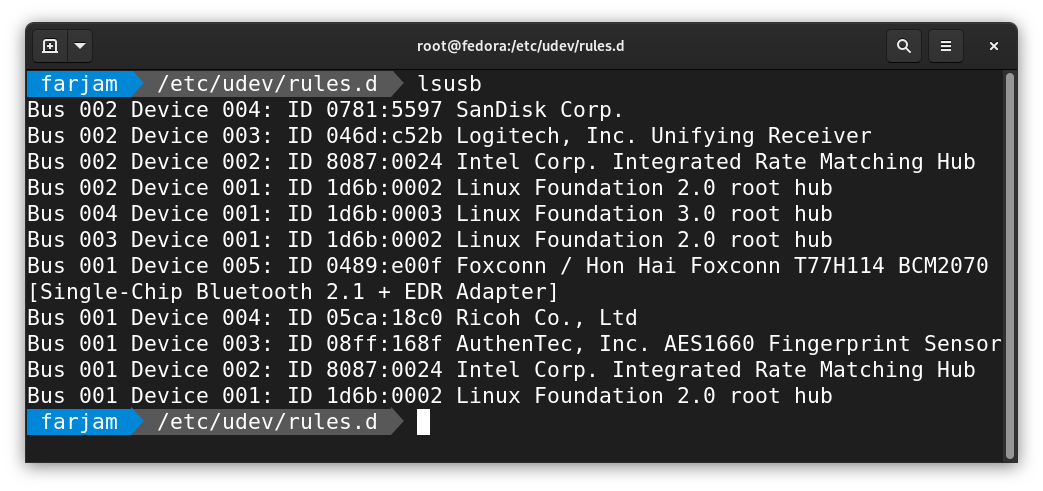 root@fedora:/etc/udev/rules.d
farjam /etc/udev/rules.d lsusb
Bus 002 Device 004: ID 0781:5597 SanDisk Corp.
Bus 002 Device 003: ID 046d:c52b Logitech, Inc. Unifying Receiver
Bus 002 Device 002: ID 8087:0024 Intel Corp. Integrated Rate Matching Hub
Bus 002 Device 001: ID 1d6b:0002 Linux Foundation 2.0 root hub
Bus 004 Device 001: ID 1d6b:0003 Linux Foundation 3.0 root hub
Bus 003 Device 001: ID 1d6b:0002 Linux Foundation 2.0 root hub
Bus 001 Device 005: ID 0489:e00f Foxconn / Hon Hai Foxconn T77H114 BCM2070
[Single-Chip Bluetooth 2.1 + EDR Adapter]
Bus 001 Device 004: ID 05ca:18c0 Ricoh Co., Ltd
Bus 001 Device 003: ID 08ff:168f AuthenTec, Inc. AES1660 Fingerprint Sensor
Bus 001 Device 002: ID 8087:0024 Intel Corp. Integrated Rate Matching Hub
Bus 001 Device 001: ID 1d6b:0002 Linux Foundation 2.0 root hub
farjam /etc/udev/rules.d